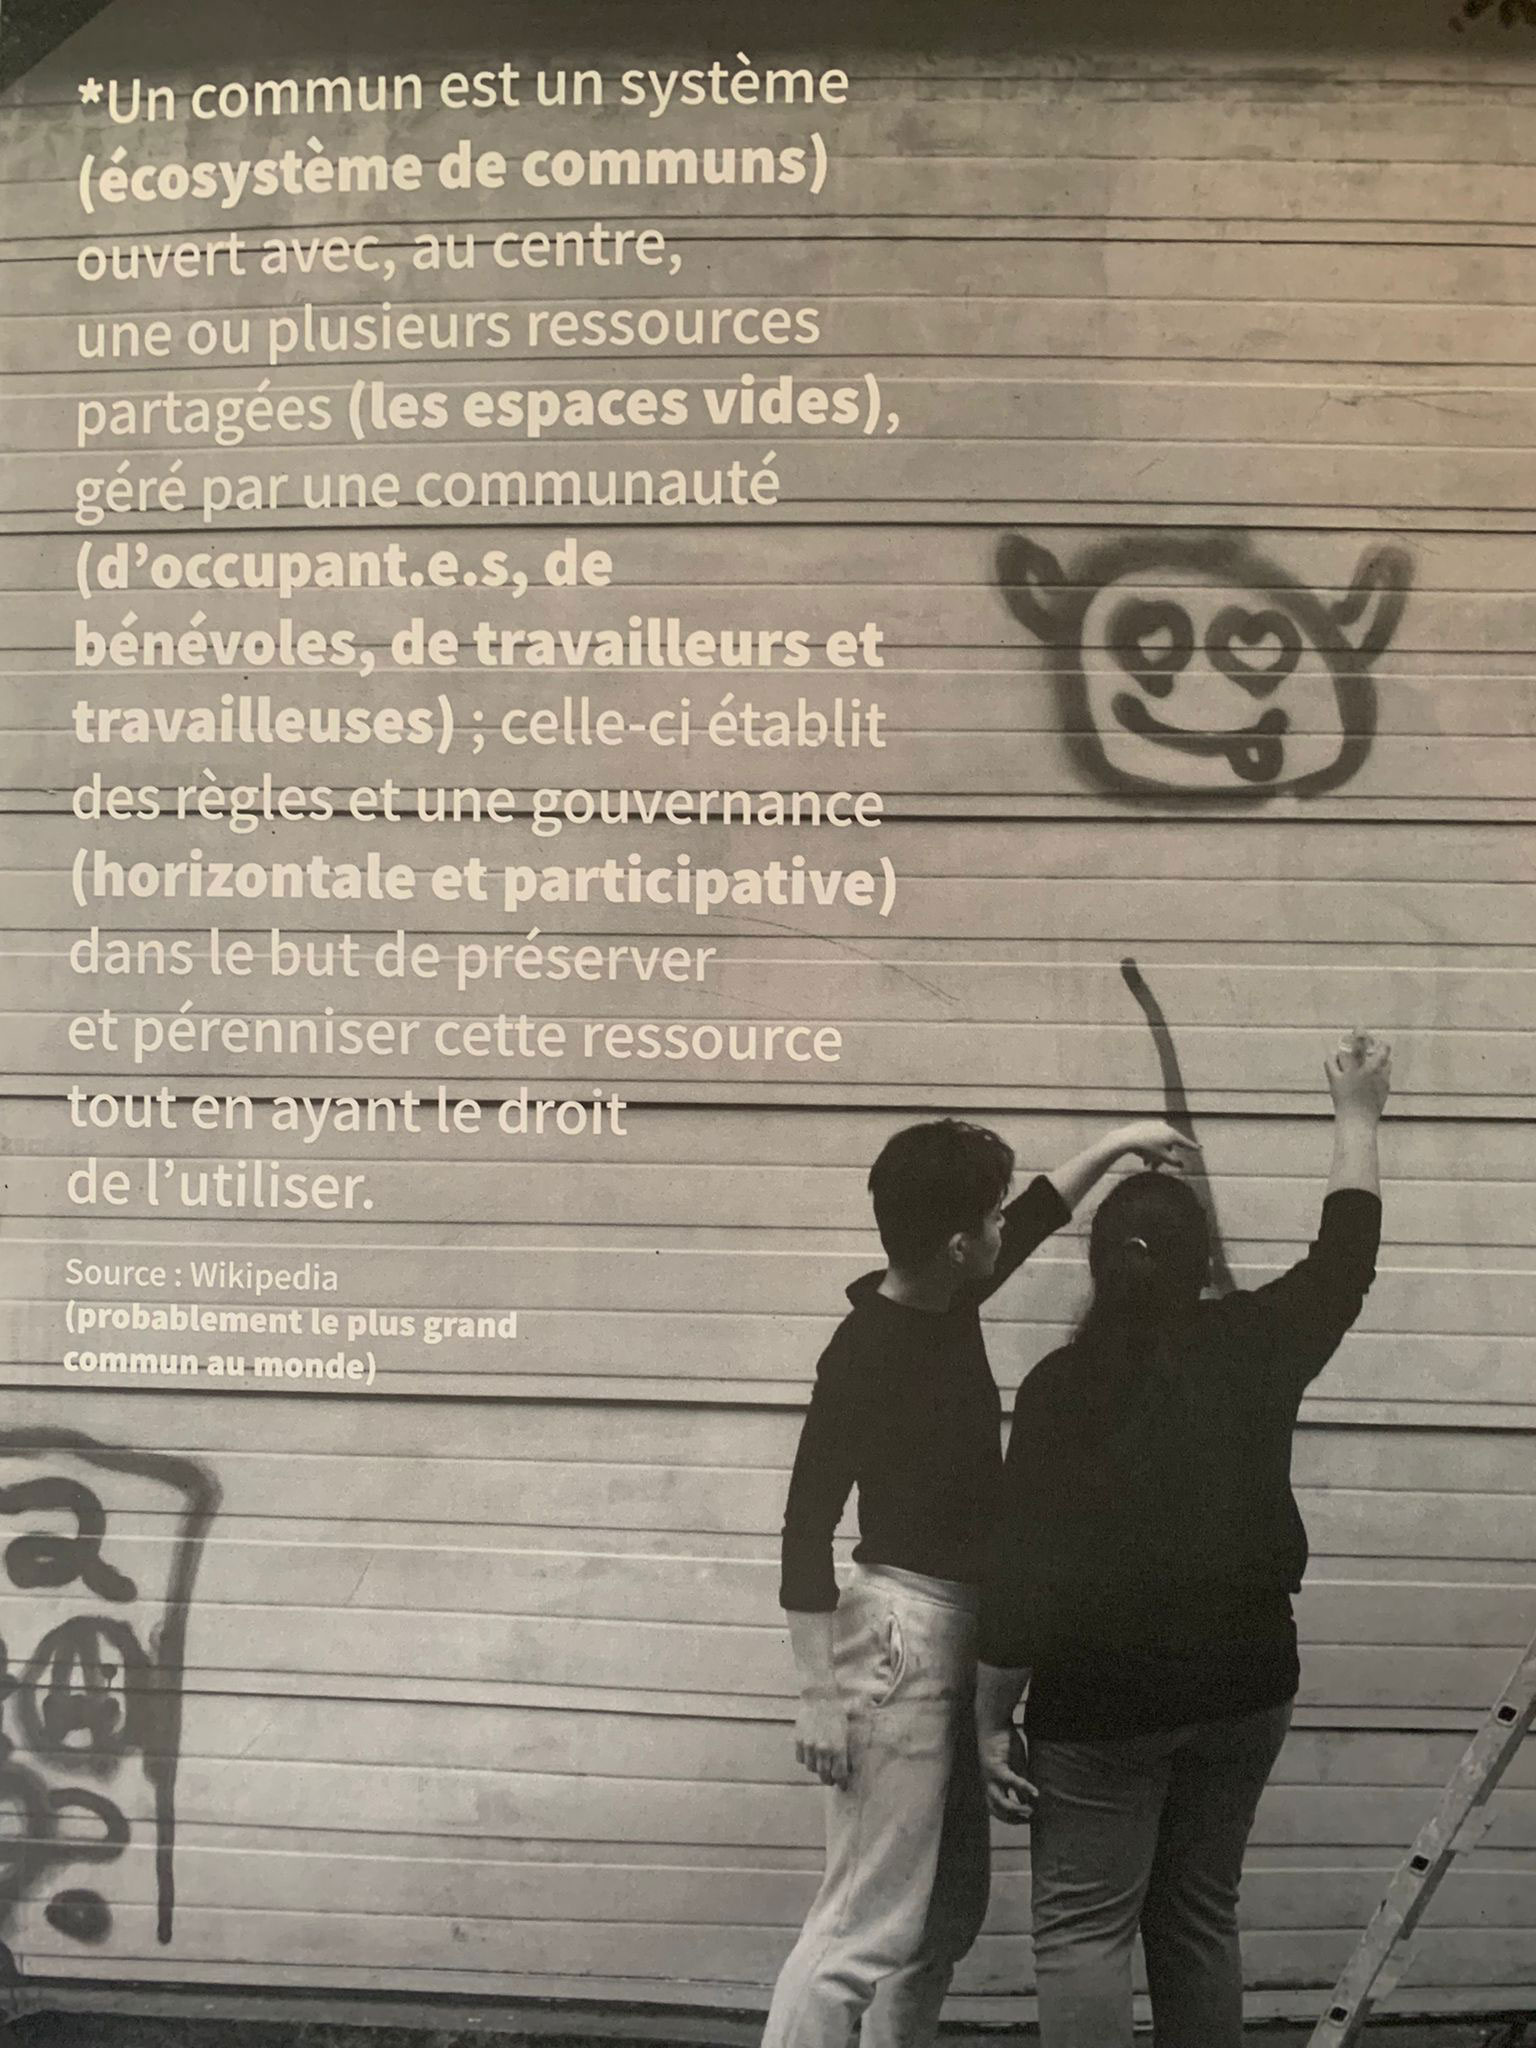 *Un commun est un système
(écosystème de communs)
ouvert avec, au centre,
une ou plusieurs ressources
partagées (les espaces vides),
géré par une communauté
(d’occupant.e.s, de
bénévoles, de travailleurs et
travailleuses) ; celle-ci établit
des règles et une gouvernance
(horizontale et participative)
dans le but de préserver
et pérenniser cette ressource
tout en ayant le droit
de l’utiliser.
Source : Wikipedia
(probablement le plus grand
commun au monde)